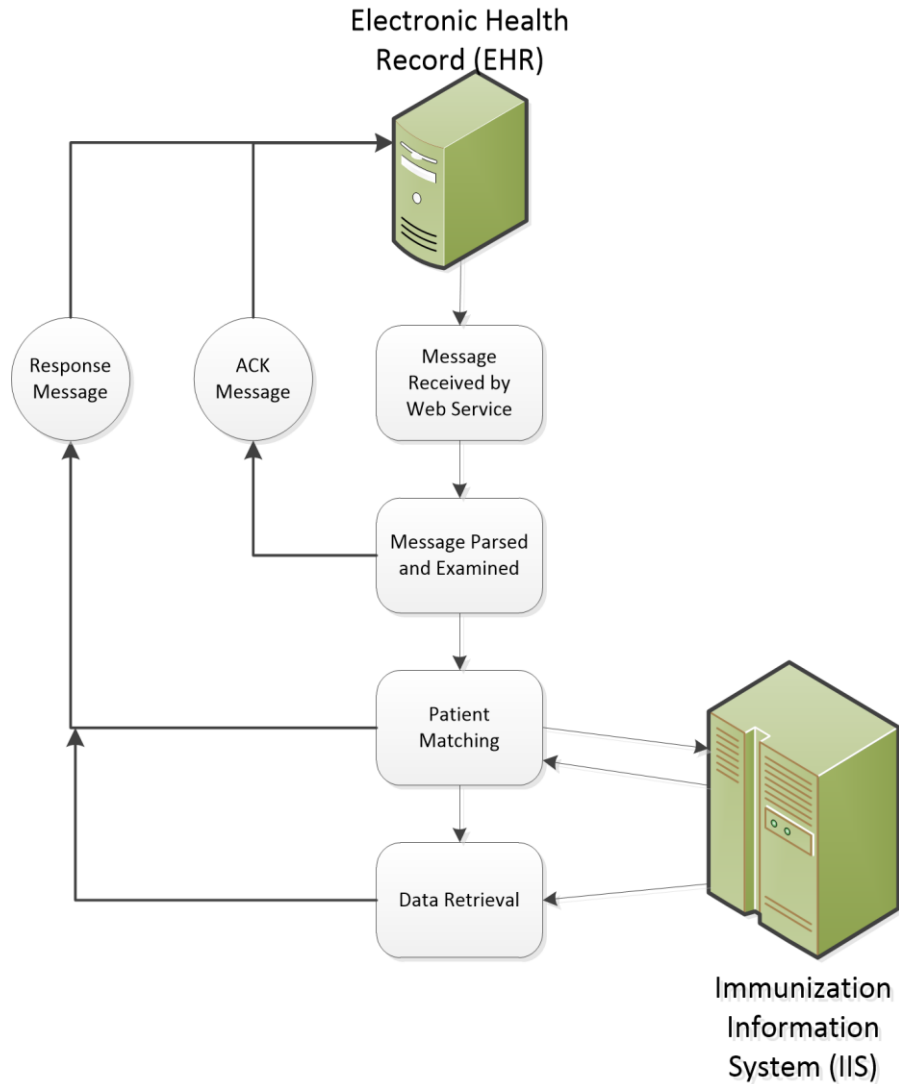 Electronic Health
Record (EHR)
Response
Message
ACK
Message
Message
Received by
Web Service
Message Parsed
and Examined
Patient
Matching
Data Retrieval
Immunization
Information
System (IIS)